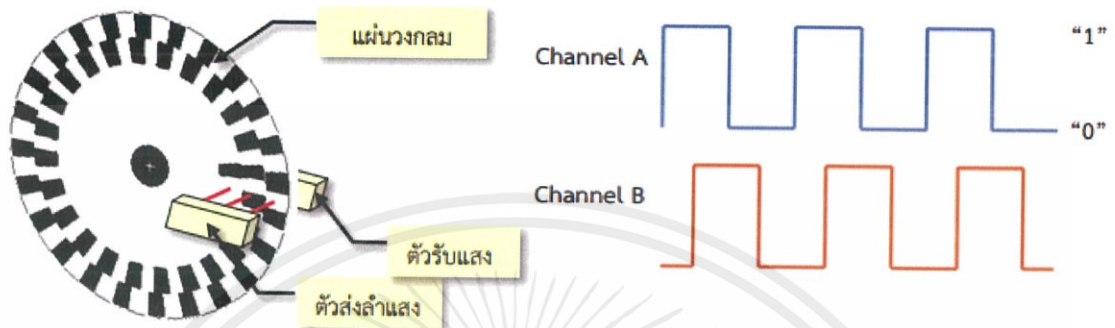 แผ่นวงกลม
ตัวรับแสง
ตัวส่งลำแสง
Channel A
"1"
"0"
Channel B